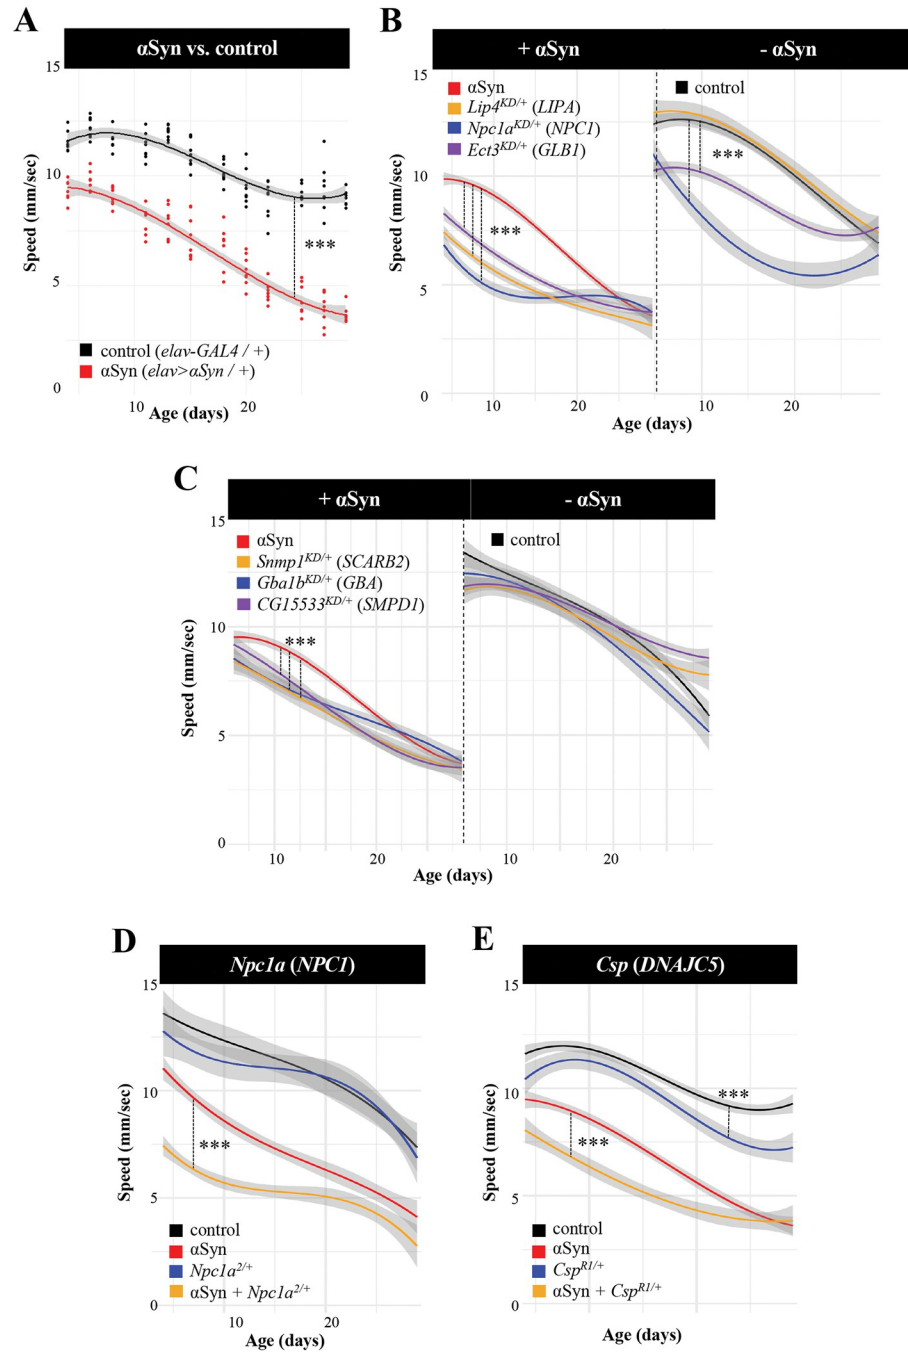 A
αSyn vs. control
15
10
5
0
Speed (mm/sec)
***
control (elav-GAL4 / +)
αSyn (elav>αSyn / +)
10
20
Age (days)
B
+ αSyn
- αSyn
15
10
5
0
Speed (mm/sec)
αSyn
Lip4KD/+ (LIPA)
Npc1aKD/+ (NPC1)
Ect3KD/+ (GLB1)
control
***
***
10
20
10
20
Age (days)
C
+ αSyn
- αSyn
15
10
5
0
Speed (mm/sec)
αSyn
Snmp1KD/+ (SCARB2)
Gba1bKD/+ (GBA)
CG15533KD/+ (SMPD1)
control
***
10
20
10
20
Age (days)
D
Npc1a (NPC1)
15
10
5
0
Speed (mm/sec)
***
control
αSyn
Npc1a2/+
αSyn + Npc1a2/+
10
20
Age (days)
E
Csp (DNAJC5)
15
10
5
0
Speed (mm/sec)
***
***
control
αSyn
CspR1/+
αSyn + CspR1/+
Age (days)